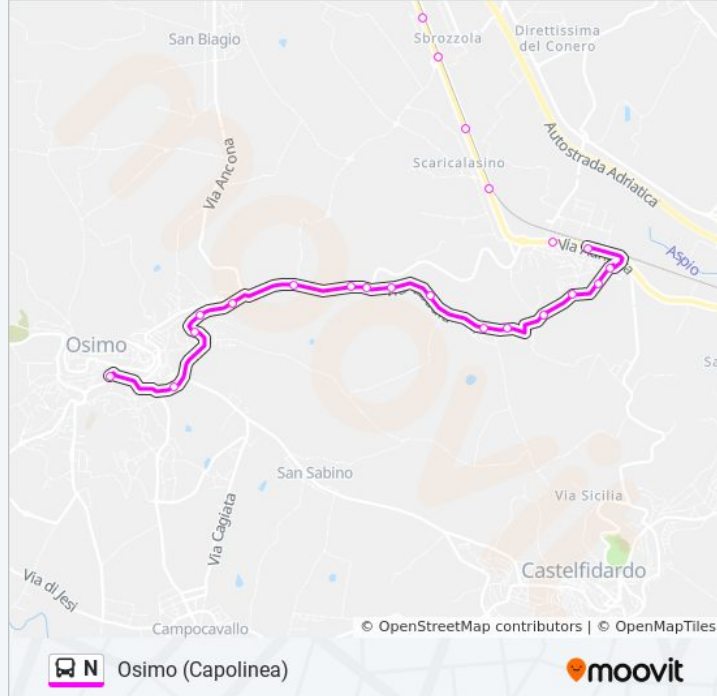 San Biagio
Sbrozzola
Direttissima
del Conero
Autostrada Adriatica
Scaricalasino
Via Ancona
Aspio
Osimo
San Sabino
Via Cagiata
Via Sicilia
Castelfidardo
Via di Jesi
Campocavallo
© OpenStreetMap contributors | © OpenMapTiles
N Osimo (Capolinea)
moovit